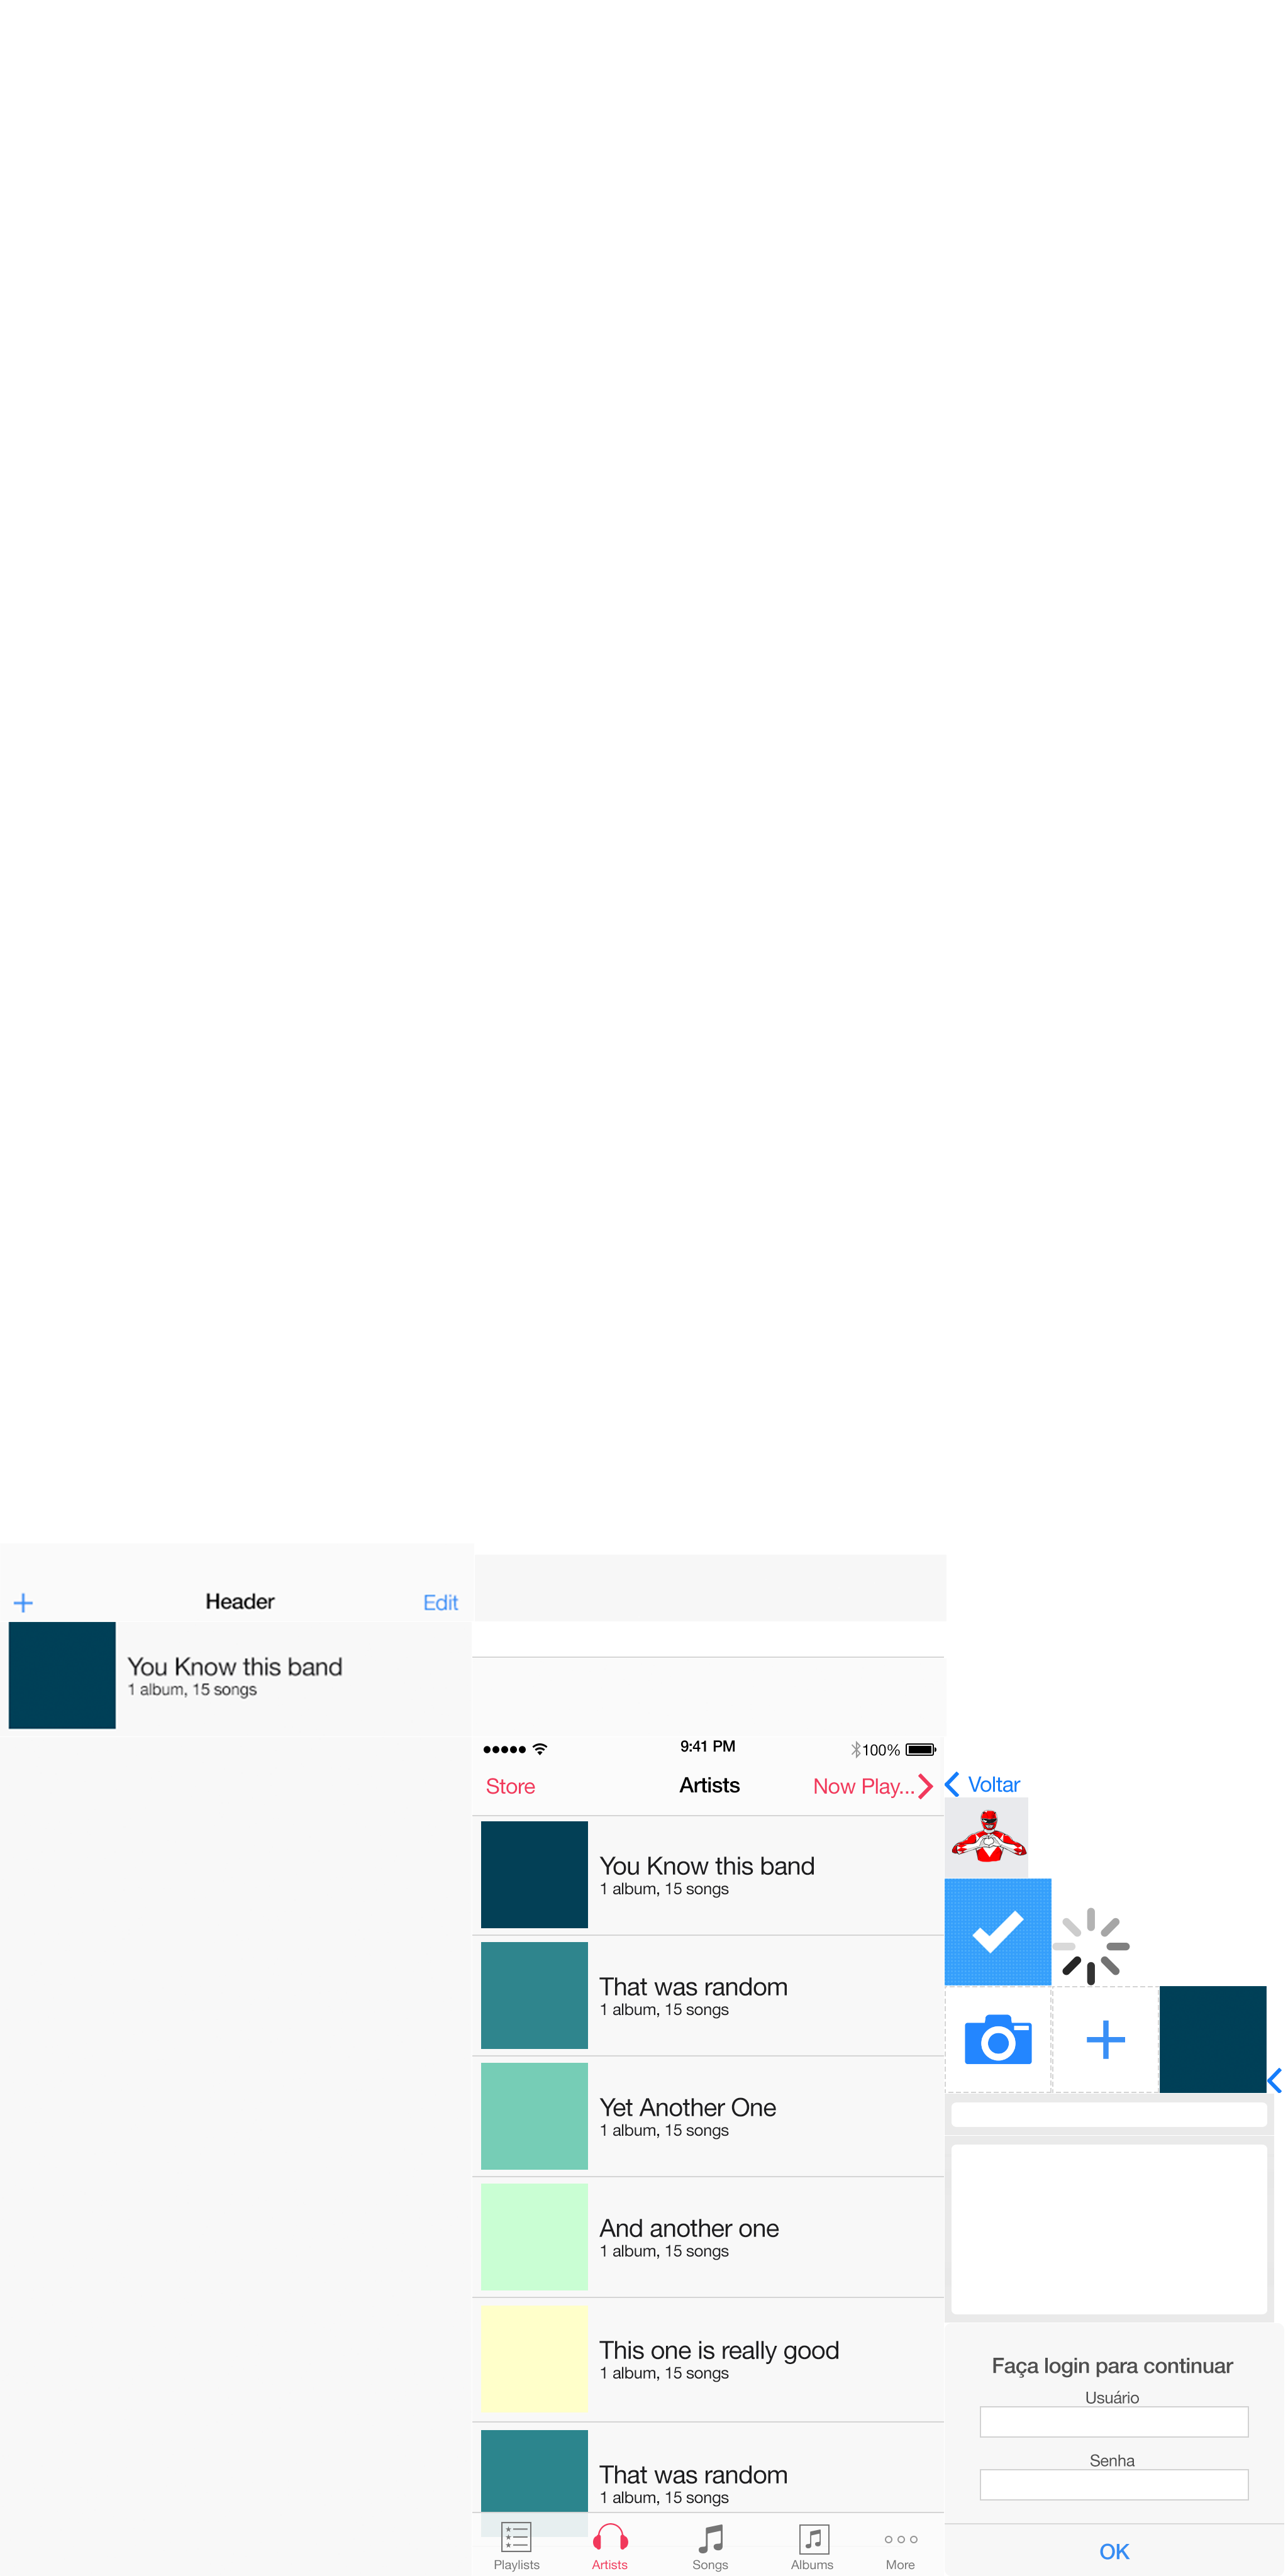 + Header Edit
You Know this band
1 album, 15 songs
9:41 PM 100%
Store Artists Now Play...
You Know this band
1 album, 15 songs
That was random
1 album, 15 songs
Yet Another One
1 album, 15 songs
And another one
1 album, 15 songs
This one is really good
1 album, 15 songs
That was random
1 album, 15 songs
Playlists Artists Songs Albums More
Voltar
Faça login para continuar
Usuário
Senha
OK